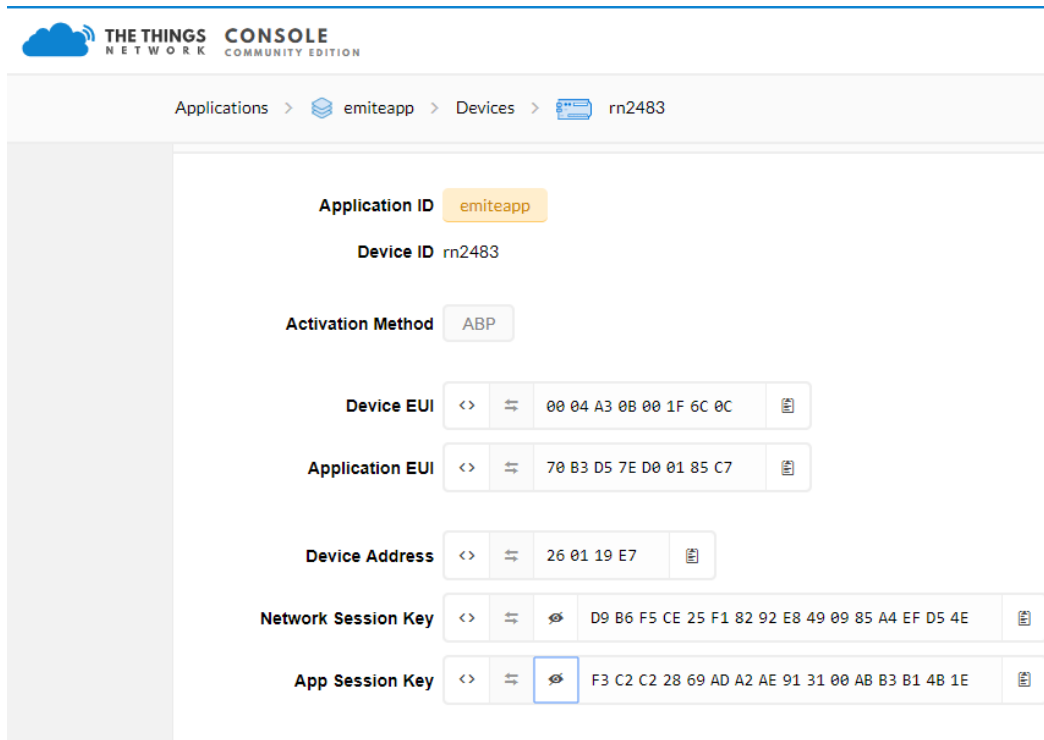 THE THINGS NETWORK CONSOLE COMMUNITY EDITION
Applications > emiteapp > Devices > rn2483
Application ID emiteapp
Device ID rn2483
Activation Method ABP
Device EUI <> 00 04 A3 0B 00 1F 6C 0C
Application EUI <> 70 B3 D5 7E D0 01 85 C7
Device Address <> 26 01 19 E7
Network Session Key <> D9 B6 F5 CE 25 F1 82 92 E8 49 09 85 A4 EF D5 4E
App Session Key <> F3 C2 C2 28 69 AD A2 AE 91 31 00 AB B3 B1 4B 1E